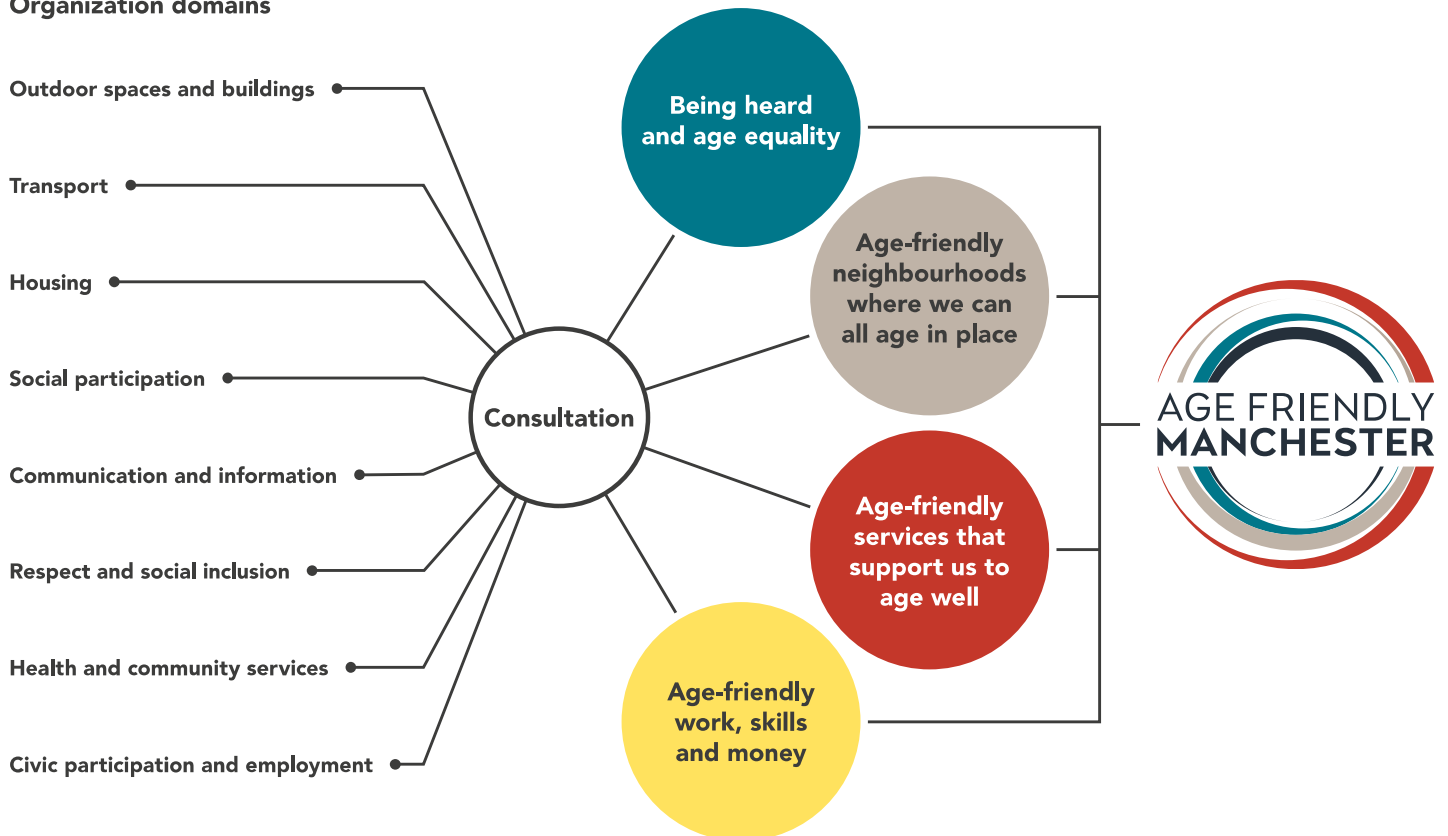 Organization domains
Outdoor spaces and buildings
Transport
Housing
Social participation
Communication and information
Respect and social inclusion
Health and community services
Civic participation and employment
Consultation
Being heard
and age equality
Age-friendly
neighbourhoods
where we can
all age in place
Age-friendly
services that
support us to
age well
Age-friendly
work, skills
and money
AGE FRIENDLY
MANCHESTER